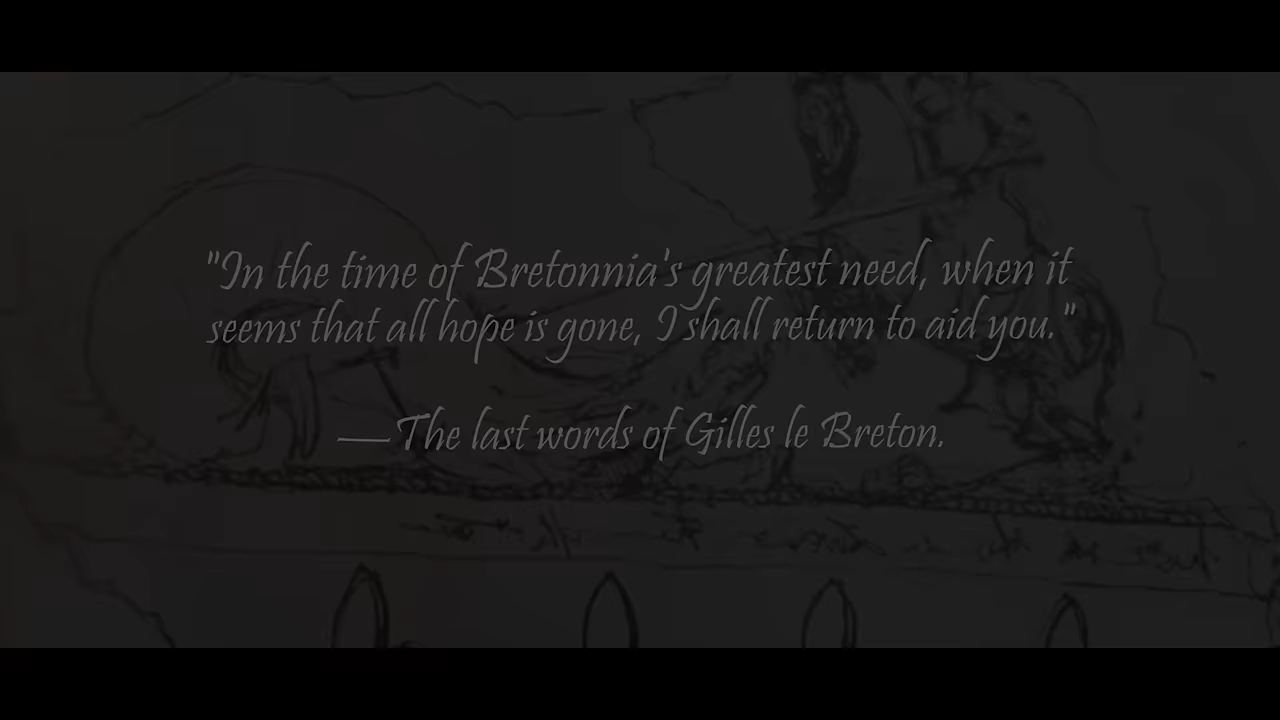 "In the time of Bretonnia's greatest need, when it
seems that all hope is gone, I shall return to aid you."
—The last words of Gilles le Breton.